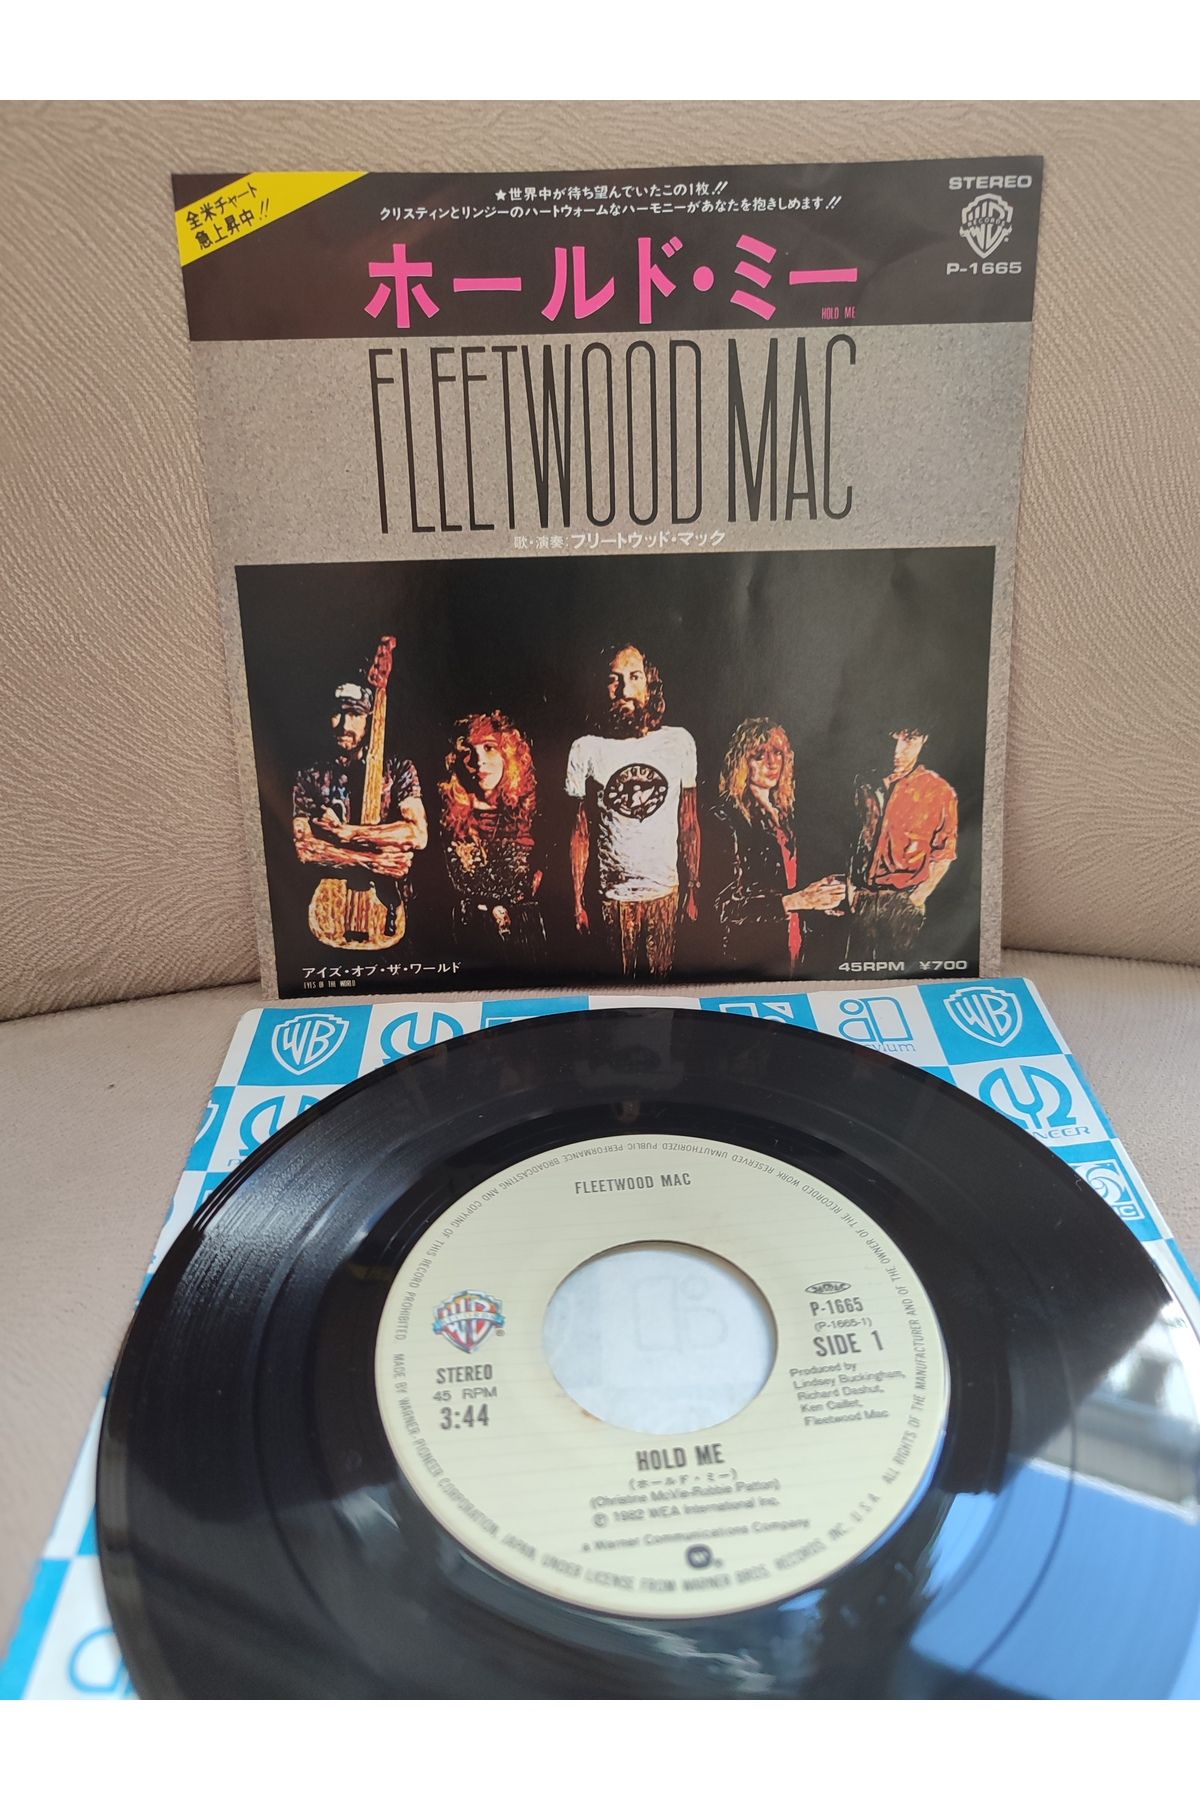 全米チャート
急上昇中!!
★世界中が待ち望んでいたこの1枚!!
クリスティンとリンジーのハートウォームなハーモニーがあなたを抱きしめます!!
STEREO
RECORDS
P-1665
ホールド・ミー
HOLD ME
FLEETWOOD MAC
歌・演奏:フリートウッド・マック
アイズ・オブ・ザ・ワールド
EYES OF THE WORLD
45RPM ¥700
WB
WB
asylum
FLEETWOOD MAC
ALL RIGHTS OF THE MANUFACTURER AND OF THE OWNER OF THE RECORDED WORK RESERVED UNAUTHORIZED PUBLIC PERFORMANCE BROADCASTING AND COPYING OF THIS RECORD PROHIBITED
MADE BY WARNER-PIONEER CORPORATION, JAPAN, UNDER LICENSE FROM WARNER BROS. RECORDS INC. U.S.A.
STEREO
45 RPM
3:44
P-1665
(P-1665-1)
SIDE 1
Produced by
Lindsey Buckingham,
Richard Dashut,
Ken Caillet,
Fleetwood Mac
HOLD ME
(ホールド・ミー)
(Christine McVie-Robbie Patton)
℗ 1982 WEA International Inc.
a Warner Communications Company